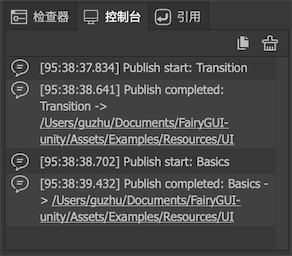 检查器 控制台 引用
[95:38:37.834] Publish start: Transition
[95:38:38.641] Publish completed:
Transition ->
/Users/guzhu/Documents/FairyGUI-
unity/Assets/Examples/Resources/UI
[95:38:38.702] Publish start: Basics
[95:38:39.432] Publish completed: Basics -
> /Users/guzhu/Documents/FairyGUI-
unity/Assets/Examples/Resources/UI